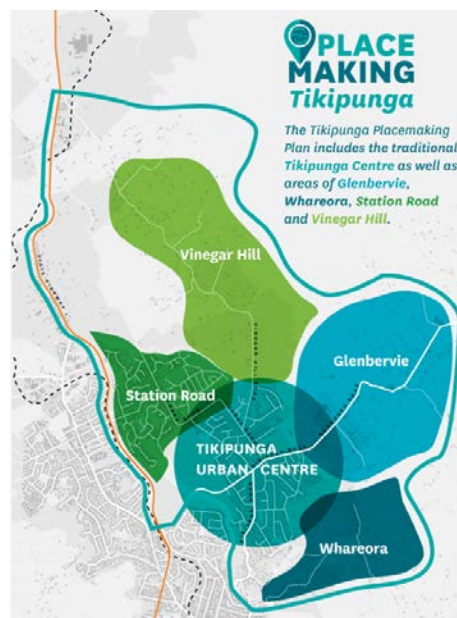 PLACE
MAKING
Tikipunga
The Tikipunga Placemaking
Plan includes the traditional
Tikipunga Centre as well as
areas of Glenbervie,
Whareora, Station Road
and Vinegar Hill.
Vinegar Hill
Glenbervie
Station Road
TIKIPUNGA
URBAN CENTRE
Whareora